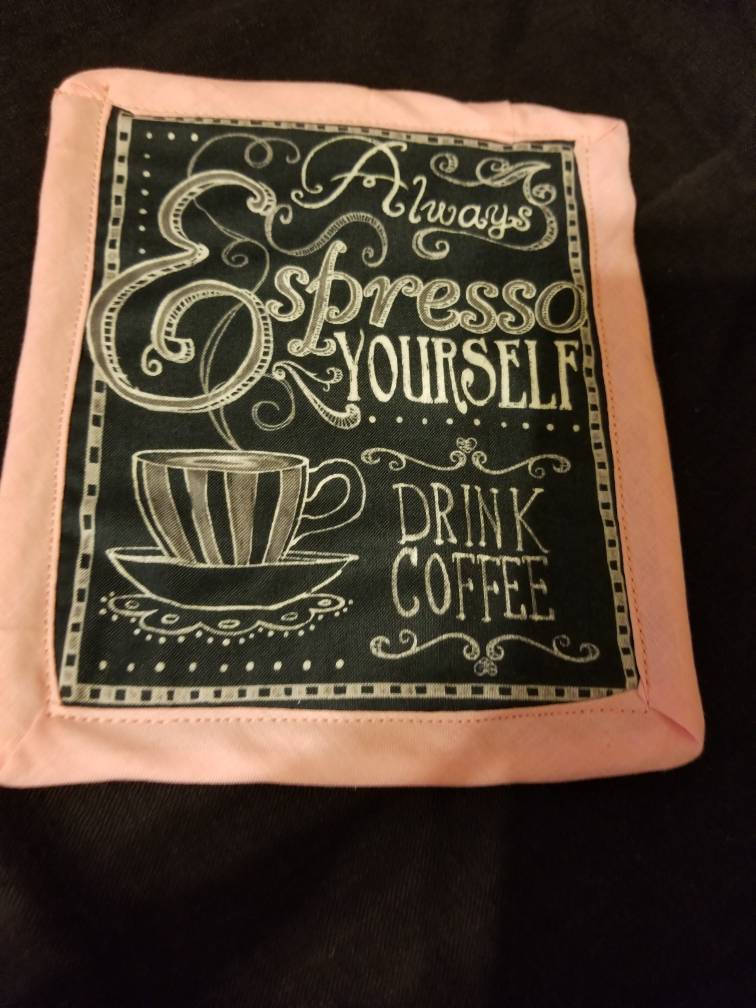 Always
Espresso
YOURSELF
DRINK
COFFEE